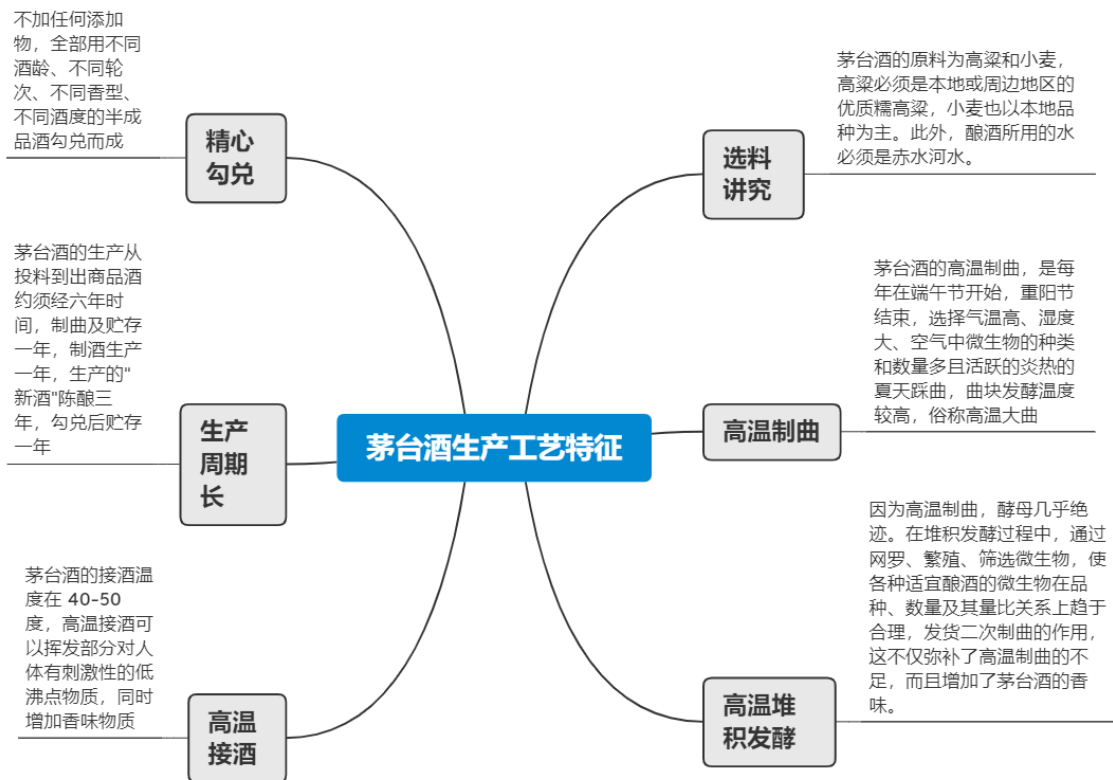 不加任何添加
物，全部用不同
酒龄、不同轮
次、不同香型、
不同酒度的半成
品酒勾兑而成
精心
勾兑
茅台酒的生产从
投料到出商品酒
约须经六年时
间，制曲及贮存
一年，制酒生产
一年，生产的"
新酒"陈酿三
年，勾兑后贮存
一年
生产
周期
长
茅台酒的接酒温
度在 40-50
度，高温接酒可
以挥发部分对人
体有刺激性的低
沸点物质，同时
增加香味物质
高温
接酒
茅台酒生产工艺特征
选料
讲究
茅台酒的原料为高粱和小麦，
高粱必须是本地或周边地区的
优质糯高粱，小麦也以本地品
种为主。此外，酿酒所用的水
必须是赤水河水。
高温制曲
茅台酒的高温制曲，是每
年在端午节开始，重阳节
结束，选择气温高、湿度
大、空气中微生物的种类
和数量多且活跃的炎热的
夏天踩曲，曲块发酵温度
较高，俗称高温大曲
高温堆
积发酵
因为高温制曲，酵母几乎绝
迹。在堆积发酵过程中，通过
网罗、繁殖、筛选微生物，使
各种适宜酿酒的微生物在品
种、数量及其量比关系上趋于
合理，发货二次制曲的作用，
这不仅弥补了高温制曲的不
足，而且增加了茅台酒的香
味。